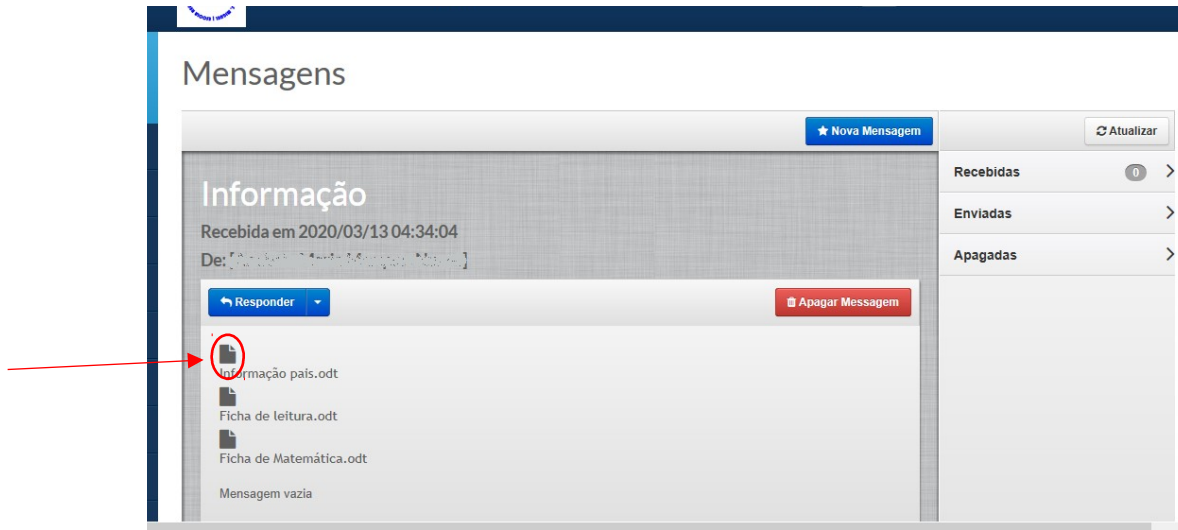 Mensagens
Nova Mensagem
Atualizar
Informação
Recebida em 2020/03/13 04:34:04
De: [
]
Responder
Apagar Messagem
Informação pais.odt
Ficha de leitura.odt
Ficha de Matemática.odt
Mensagem vazia
Recebidas 0
Enviadas
Apagadas